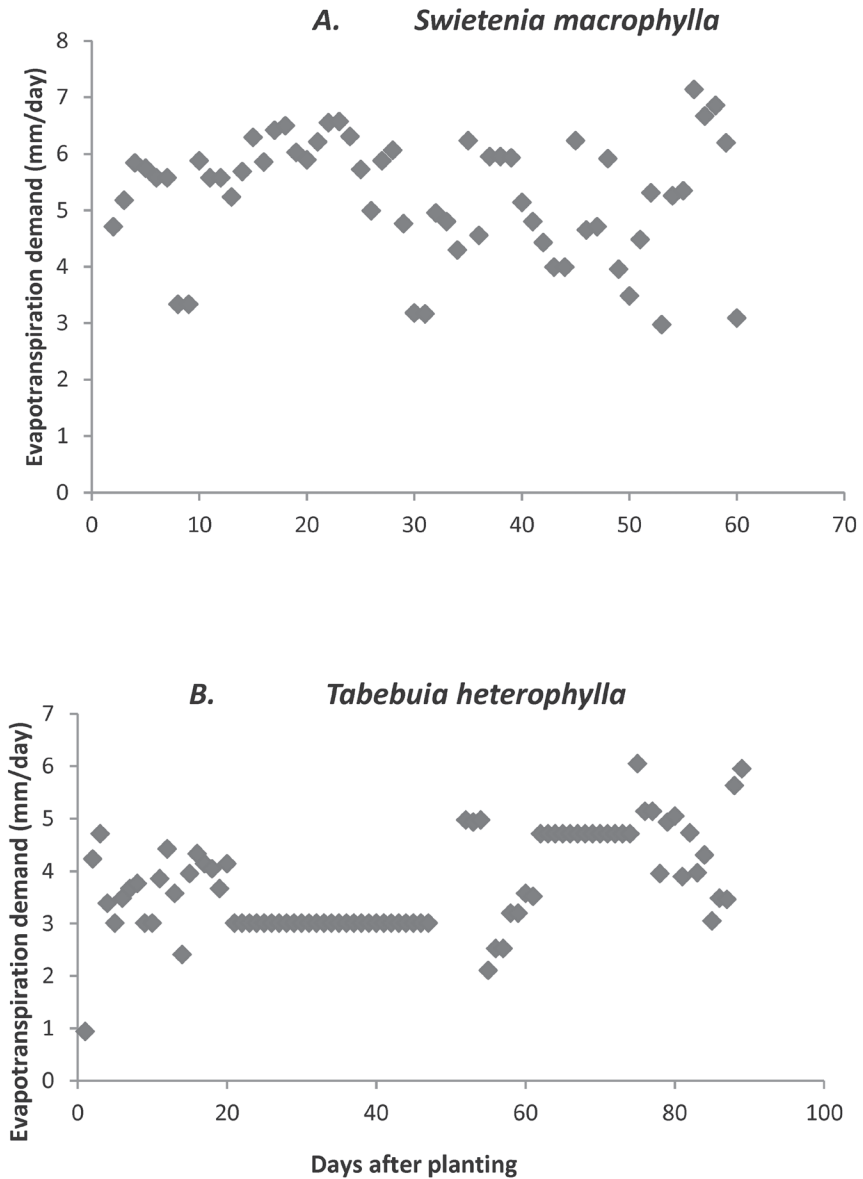 A. Swietenia macrophylla
Evapotranspiration demand (mm/day)
8
7
6
5
4
3
2
1
0
0 10 20 30 40 50 60 70
B. Tabebuia heterophylla
Evapotranspiration demand (mm/day)
7
6
5
4
3
2
1
0
0 20 40 60 80 100
Days after planting